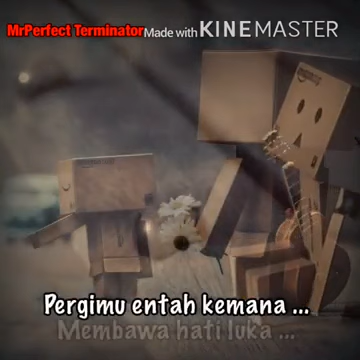 MrPerfect Terminator
Made with KINEMASTER
Pergimu entah kemana ...
Membawa hati luka ...